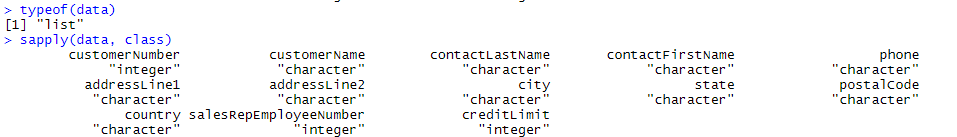 > typeof(data)
[1] "list"
> sapply(data, class)
customerNumber customerName contactLastName contactFirstName phone
"integer" "character" "character" "character" "character"
addressLine1 addressLine2 city state postalCode
"character" "character" "character" "character" "character"
country salesRepEmployeeNumber creditLimit
"character" "integer" "integer"